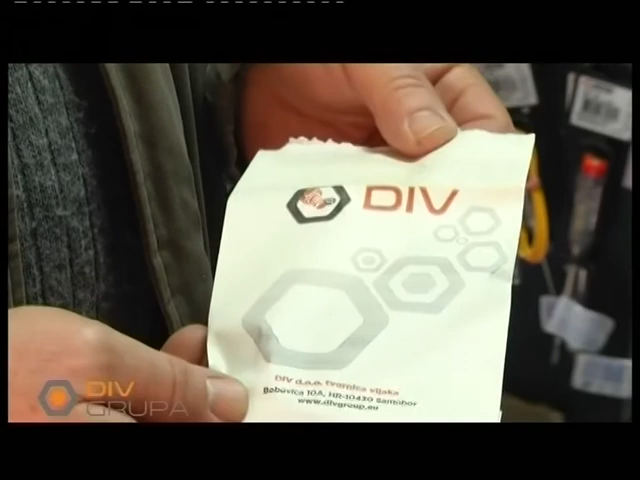 DIV
DIV d.o.o. tvornica vijaka
Bobovica 10A, HR-10430 Samobor
www.divgroup.eu
DIV
GRUPA